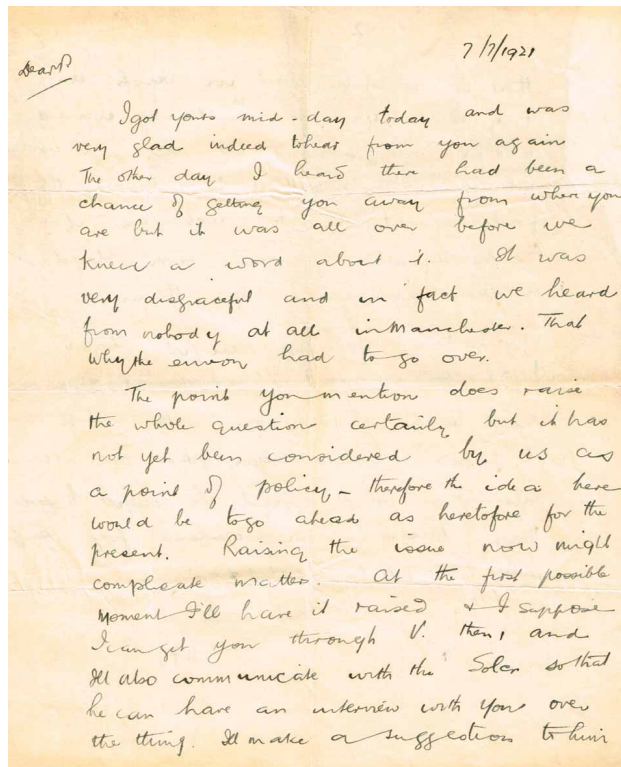 7/7/1921
Dear P
I got yours mid-day today and was
very glad indeed to hear from you again
The other day I heard there had been a
chance of getting you away from where you
are but it was all over before we
knew a word about it. It was
very disgraceful and in fact we heard
from nobody at all in Manchester. That
why the had to go over.
The point you mention does raise
the whole question certainly but it has
not yet been considered by us as
a point of policy - therefore the idea here
would be to go ahead as heretofore for the
present. Raising the issue now might
complicate matter. At the first possible
moment I'll have it raised & I suppose
I can get you through V. then, and
Ill also communicate with the Solcr so that
he can have an interview with you over
the thing. Ill make a suggestion to him